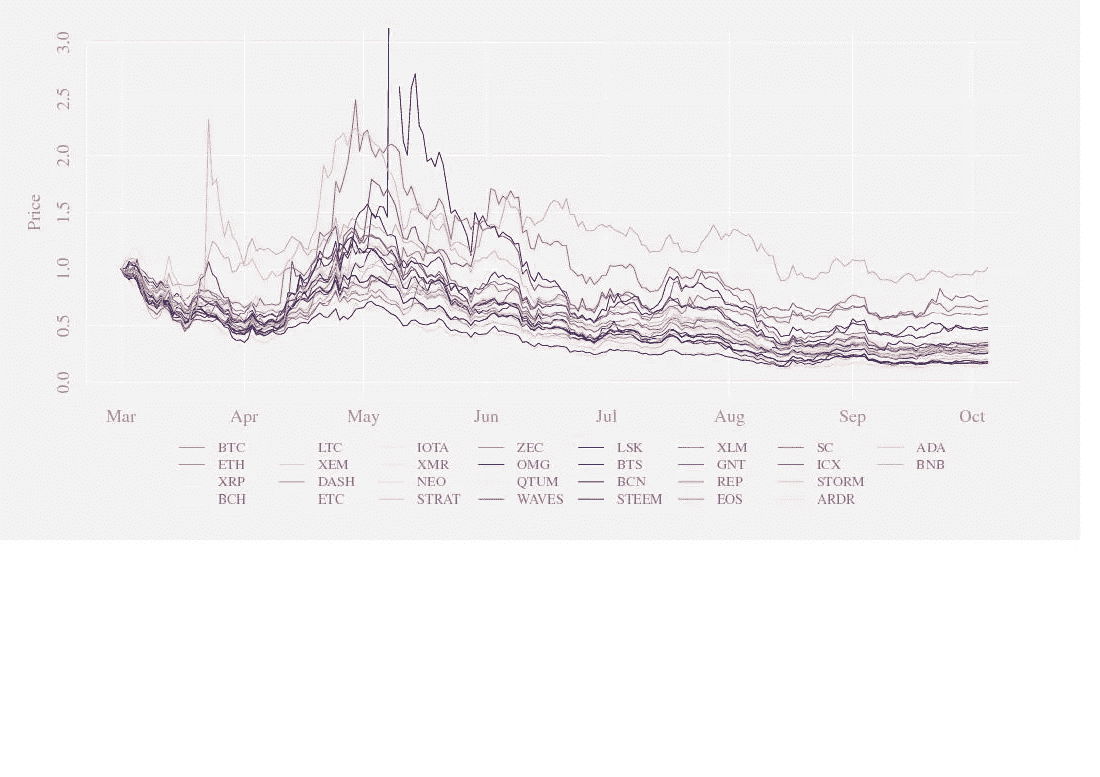 3.0
2.5
2.0
1.5
1.0
0.5
0.0
Price
Mar Apr May Jun Jul Aug Sep Oct
BTC LTC IOTA ZEC LSK XLM SC ADA
ETH XEM XMR OMG BTS GNT ICX BNB
XRP DASH NEO QTUM BCN REP STORM
BCH ETC STRAT WAVES STEEM EOS ARDR